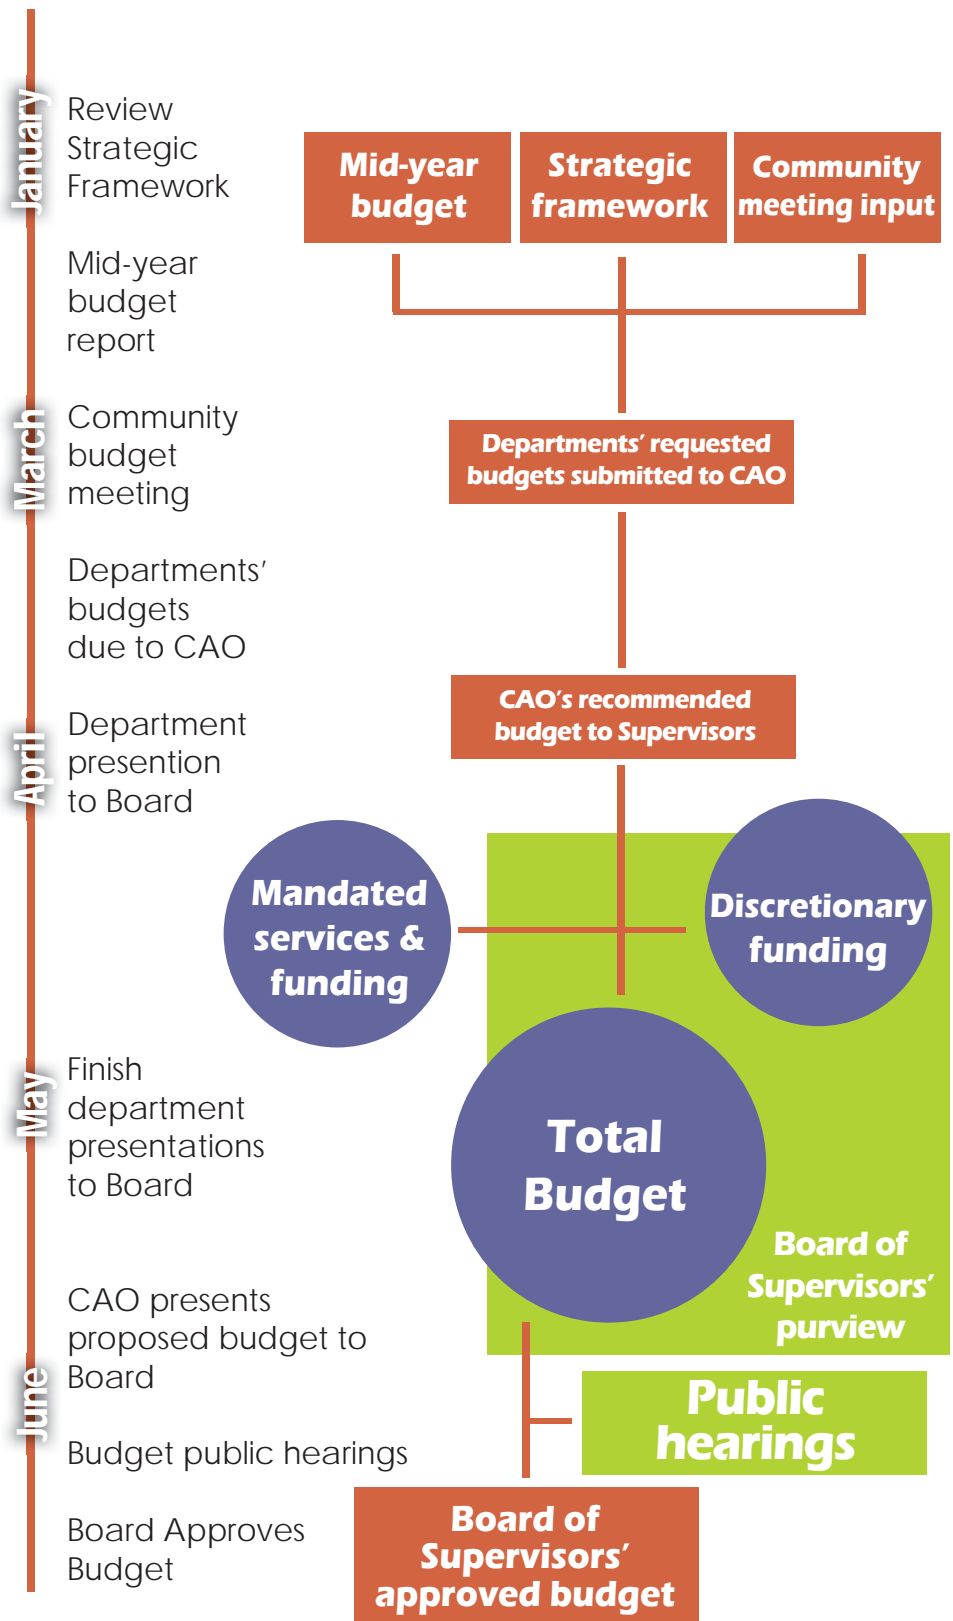 January
Review
Strategic
Framework
Mid-year
budget
report
March
Community
budget
meeting
Departments’
budgets
due to CAO
April
Department
presention
to Board
May
Finish
department
presentations
to Board
CAO presents
proposed budget to
Board
June
Budget public hearings
Board Approves
Budget
Mid-year
budget
Strategic
framework
Community
meeting input
Departments’ requested
budgets submitted to CAO
CAO’s recommended
budget to Supervisors
Mandated
services &
funding
Discretionary
funding
Total
Budget
Board of
Supervisors’
purview
Public
hearings
Board of
Supervisors’
approved budget